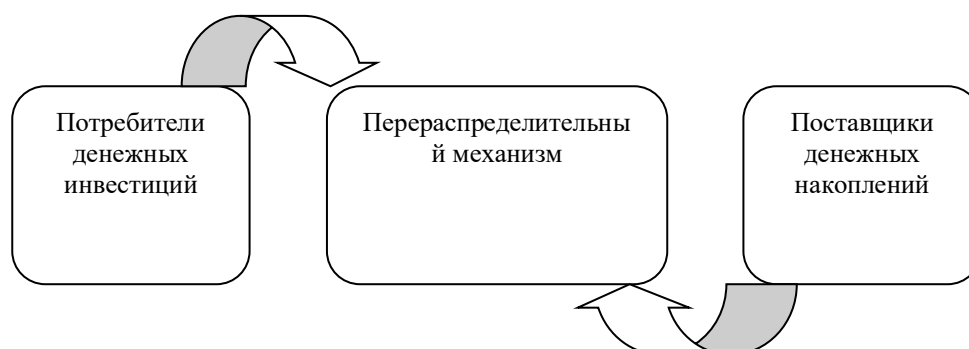 Потребители
денежных
инвестиций
Перераспределительны
й механизм
Поставщики
денежных
накоплений